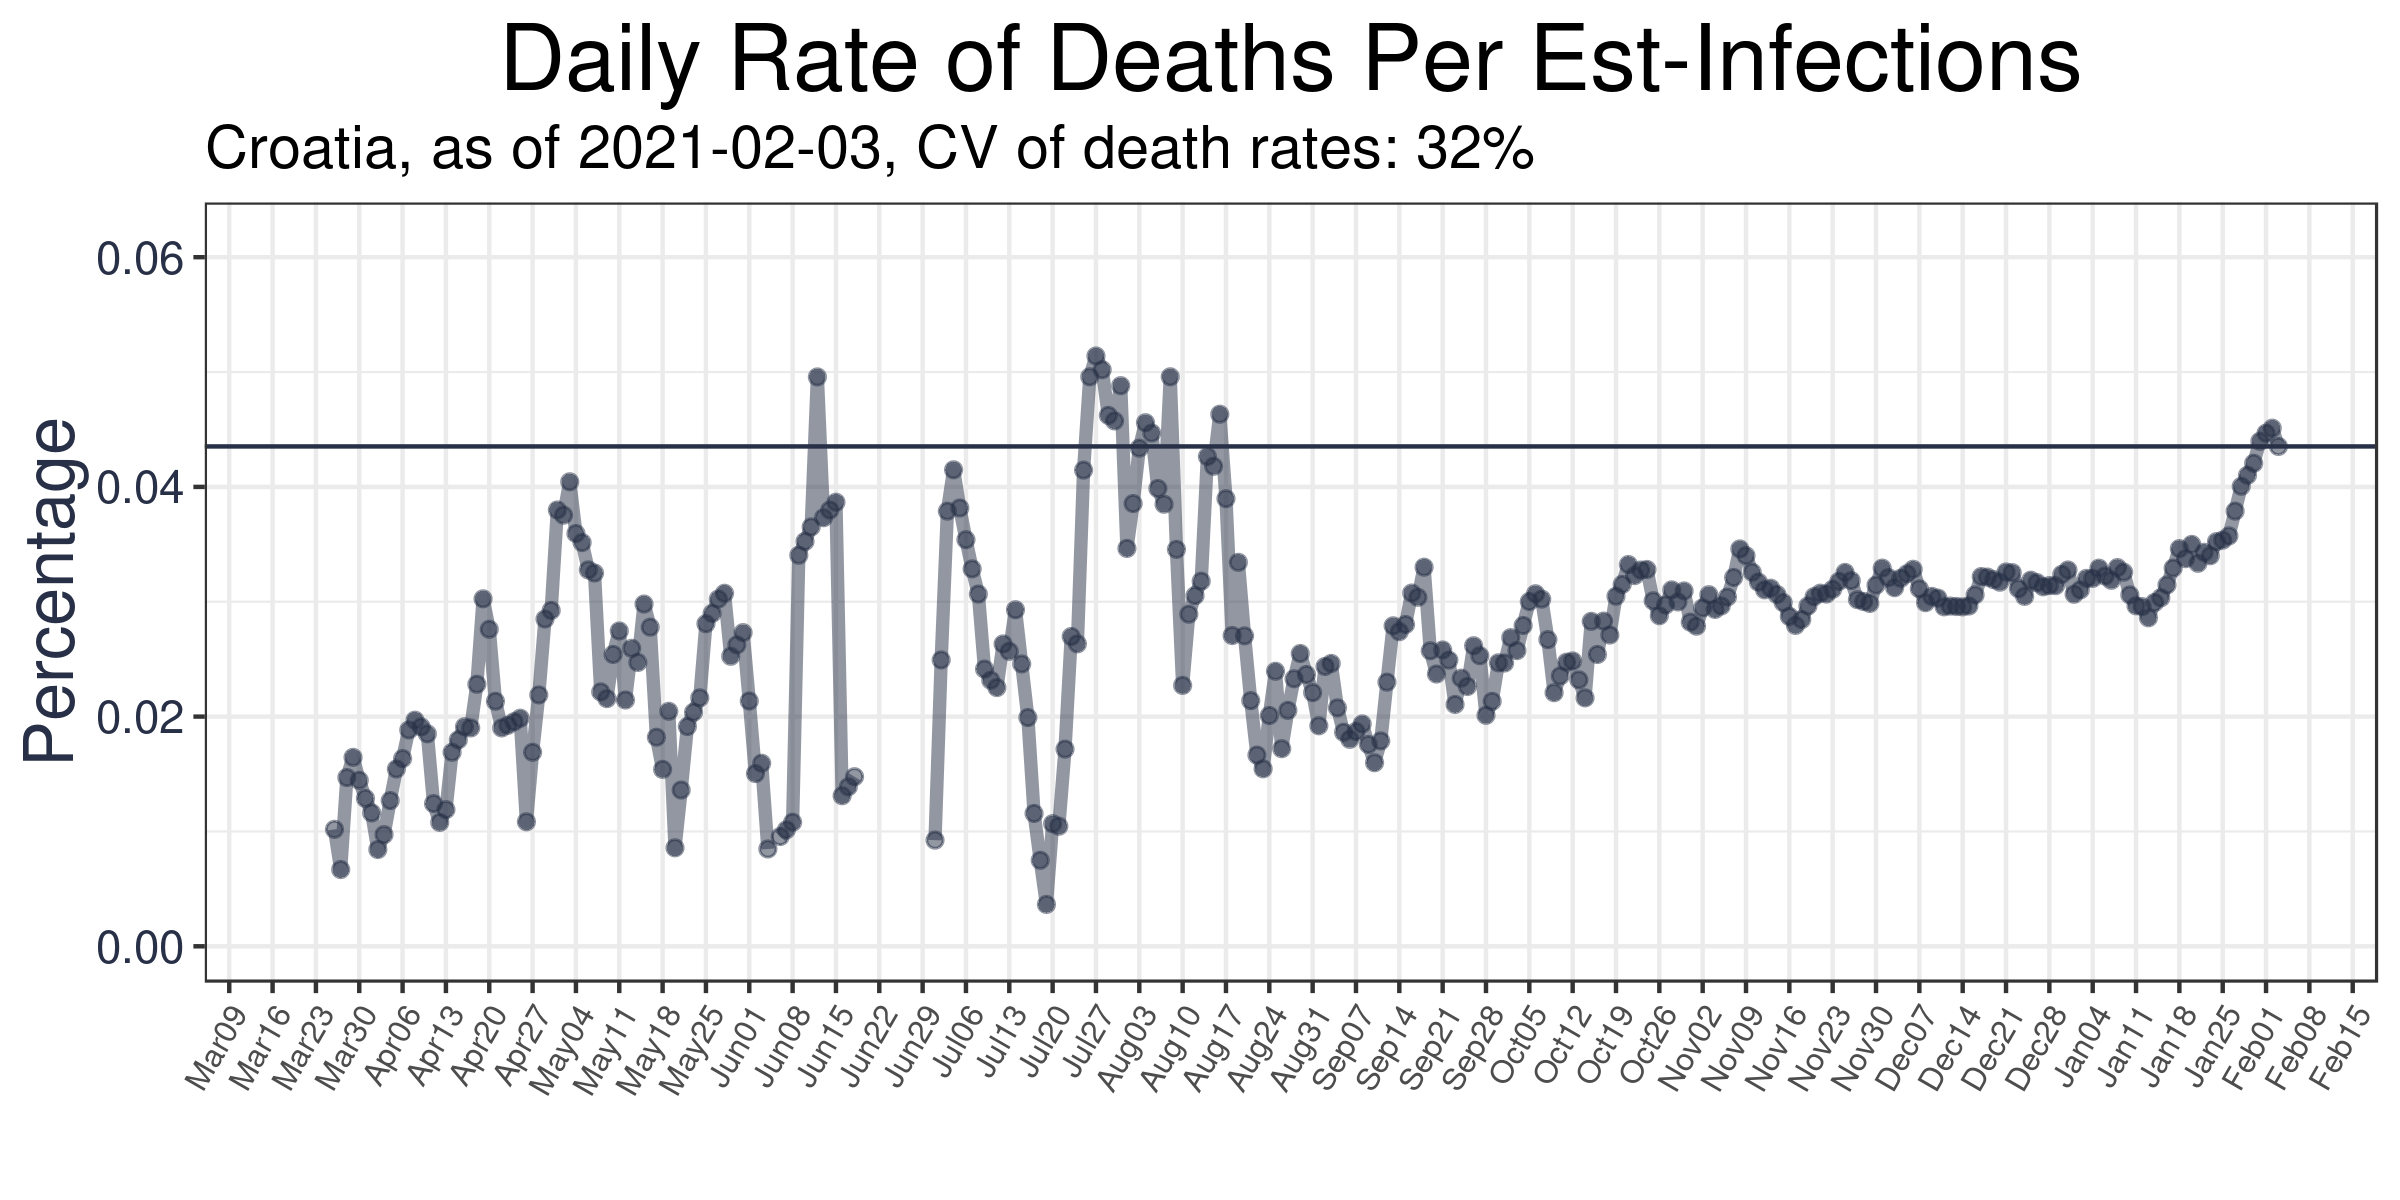 Daily Rate of Deaths Per Est-Infections
Croatia, as of 2021-02-03, CV of death rates: 32%
Percentage
0.06
0.04
0.02
0.00
Mar09 Mar16 Mar23 Mar30 Apr06 Apr13 Apr20 Apr27 May04 May11 May18 May25 Jun01 Jun08 Jun15 Jun22 Jun29 Jul06 Jul13 Jul20 Jul27 Aug03 Aug10 Aug17 Aug24 Aug31 Sep07 Sep14 Sep21 Sep28 Oct05 Oct12 Oct19 Oct26 Nov02 Nov09 Nov16 Nov23 Nov30 Dec07 Dec14 Dec21 Dec28 Jan04 Jan11 Jan18 Jan25 Feb01 Feb08 Feb15